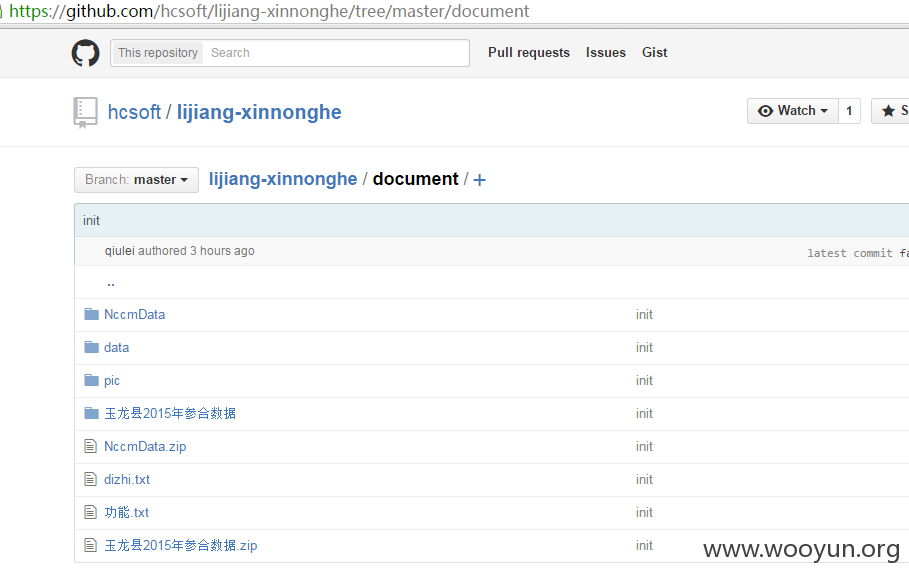 https://github.com/hcsoft/lijiang-xinnonghe/tree/master/document
This repository Search Pull requests Issues Gist
hcsoft / lijiang-xinnonghe Watch 1 S
Branch: master lijiang-xinnonghe / document / +
init
qiulei authored 3 hours ago latest commit fa
..
NccmData init
data init
pic init
玉龙县2015年参合数据 init
NccmData.zip init
dizhi.txt init
功能.txt init
玉龙县2015年参合数据.zip init
www.wooyun.org